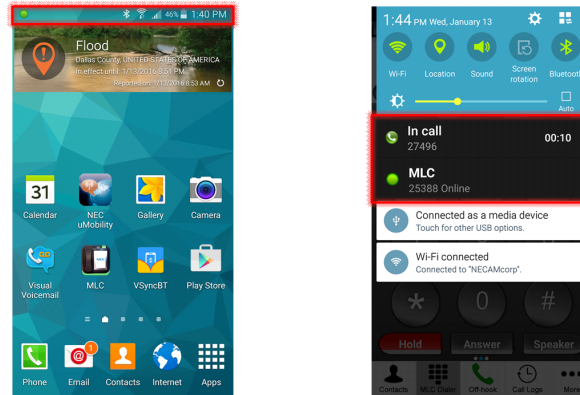 46% 1:40 PM
Flood
Dallas County, UNITED STATES OF AMERICA
In effect until: 1/13/2016 8:51 PM
Reported on: 1/13/2016 8:53 AM
31
Calendar
NEC
uMobility
Gallery
Camera
Visual
Voicemail
MLC
VSyncBT
Play Store
1
Phone
Email
Contacts
Internet
Apps
1:44 PM Wed, January 13
Wi-Fi
Location
Sound
Screen
rotation
Bluetooth
Auto
In call
27496
00:10
MLC
25388 Online
Connected as a media device
Touch for other USB options.
Wi-Fi connected
Connected to "NECAMcorp".
* 0 #
Hold Answer Speaker
Contacts MLC Dialer Off-hook Call Logs More